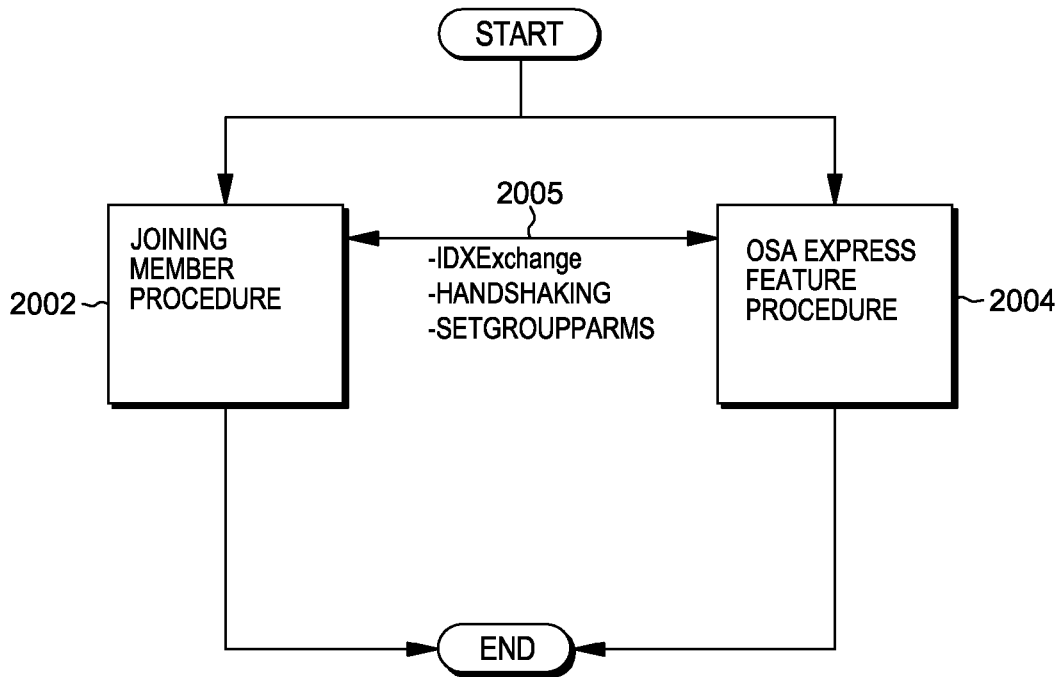 START
2005
JOINING
MEMBER
PROCEDURE
2002
-IDXExchange
-HANDSHAKING
-SETGROUPPARMS
OSA EXPRESS
FEATURE
PROCEDURE
2004
END